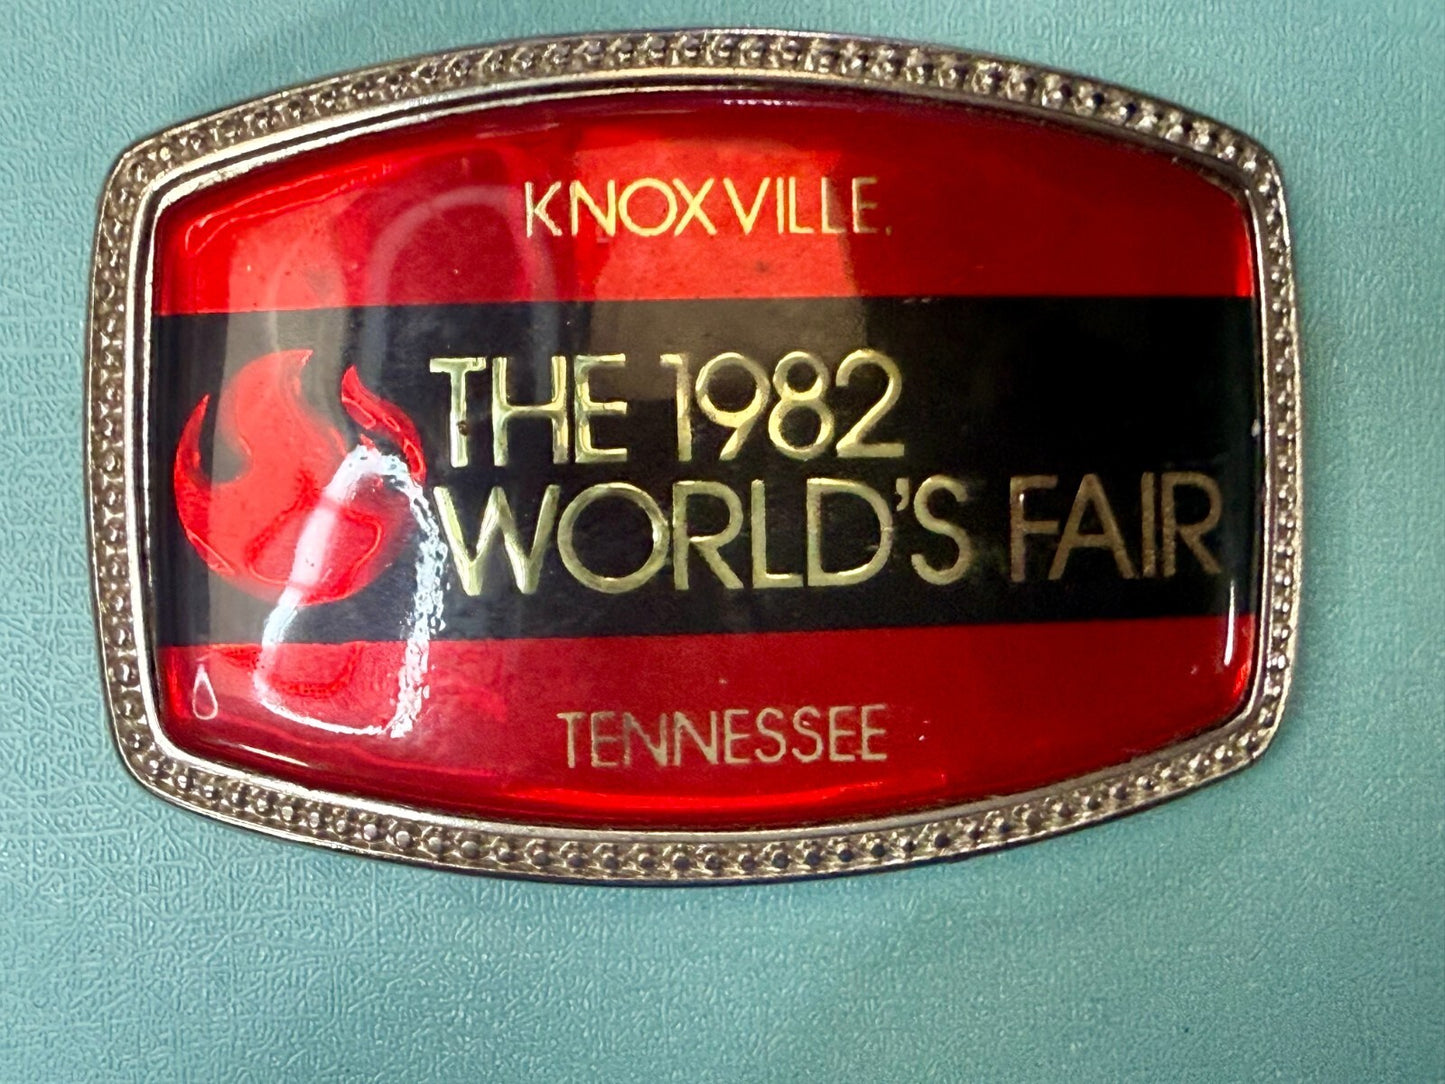 KNOXVILLE,
THE 1982
WORLD'S FAIR
TENNESSEE